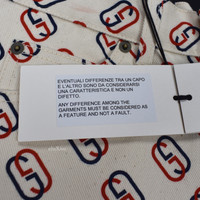 EVENTUALI DIFFERENZE TRA UN CAPO
E L'ALTRO SONO DA CONSIDERARSI
UNA CARATTERISTICA E NON UN
DIFETTO.
ANY DIFFERENCE AMONG THE
GARMENTS MUST BE CONSIDERED AS
A FEATURE AND NOT A FAULT.